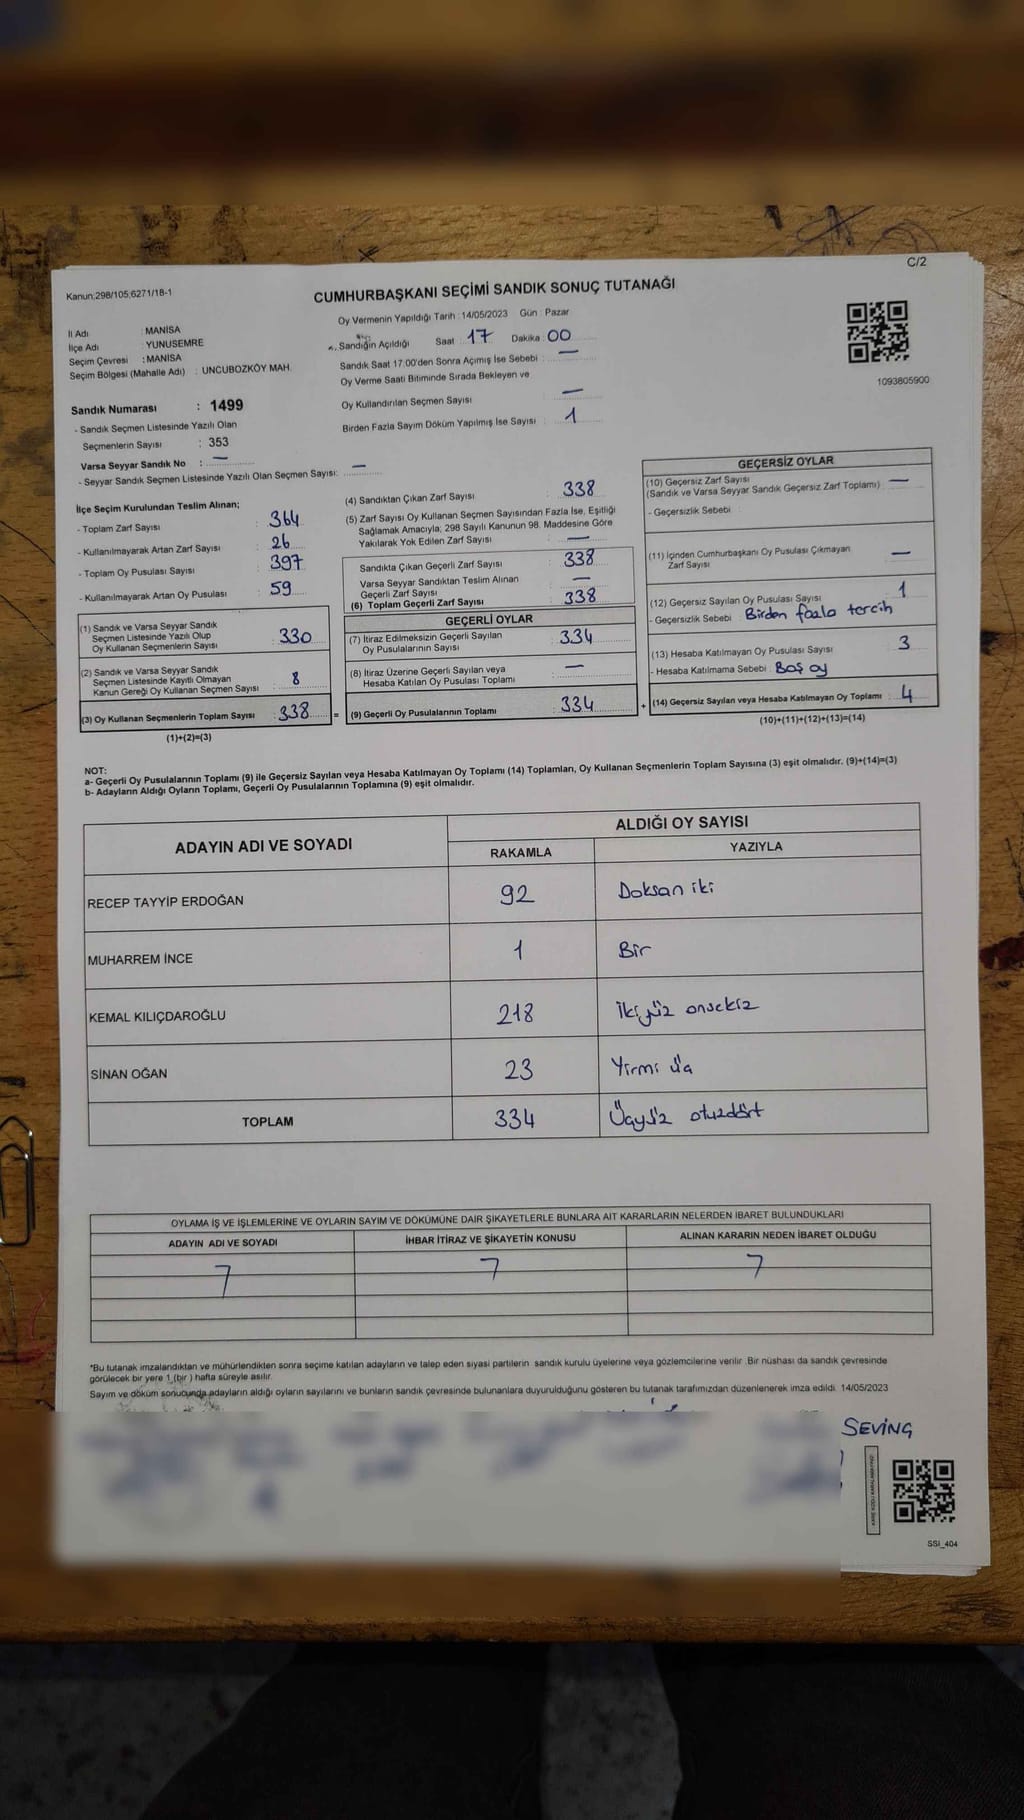 C/2
Kanun;298/105;6271/18-1
CUMHURBAŞKANI SEÇİMİ SANDIK SONUÇ TUTANAĞI
Oy Vermenin Yapıldığı Tarih : 14/05/2023 Gün : Pazar
İl Adı : MANİSA
İlçe Adı : YUNUSEMRE
Seçim Çevresi : MANİSA
Seçim Bölgesi (Mahalle Adı) : UNCUBOZKÖY MAH.
Sandık Numarası : 1499
- Sandık Seçmen Listesinde Yazılı Olan
Seçmenlerin Sayısı : 353
Varsa Seyyar Sandık No : —
- Seyyar Sandık Seçmen Listesinde Yazılı Olan Seçmen Sayısı: —
Sandığın Açıldığı Saat 17 Dakika 00
Sandık Saat 17:00'den Sonra Açımış İse Sebebi : —
Oy Verme Saati Bitiminde Sırada Bekleyen ve
Oy Kullandırılan Seçmen Sayısı —
Birden Fazla Sayım Döküm Yapılmış İse Sayısı : 1
1093805900
İlçe Seçim Kurulundan Teslim Alınan;
- Toplam Zarf Sayısı : 364
- Kullanılmayarak Artan Zarf Sayısı : 26
- Toplam Oy Pusulası Sayısı : 397
- Kullanılmayarak Artan Oy Pusulası : 59
(1) Sandık ve Varsa Seyyar Sandık
Seçmen Listesinde Yazılı Olup
Oy Kullanan Seçmenlerin Sayısı : 330
(2) Sandık ve Varsa Seyyar Sandık
Seçmen Listesinde Kayıtlı Olmayan
Kanun Gereği Oy Kullanan Seçmen Sayısı : 8
(3) Oy Kullanan Seçmenlerin Toplam Sayısı : 338
(1)+(2)=(3)
(4) Sandıktan Çıkan Zarf Sayısı : 338
(5) Zarf Sayısı Oy Kullanan Seçmen Sayısından Fazla İse, Eşitliği
Sağlamak Amacıyla; 298 Sayılı Kanunun 98. Maddesine Göre
Yakılarak Yok Edilen Zarf Sayısı : —
Sandıkta Çıkan Geçerli Zarf Sayısı : 338
Varsa Seyyar Sandıktan Teslim Alınan
Geçerli Zarf Sayısı : —
(6) Toplam Geçerli Zarf Sayısı : 338
GEÇERLİ OYLAR
(7) İtiraz Edilmeksizin Geçerli Sayılan
Oy Pusulalarının Sayısı : 334
(8) İtiraz Üzerine Geçerli Sayılan veya
Hesaba Katılan Oy Pusulası Toplamı : —
= (9) Geçerli Oy Pusulalarının Toplamı : 334 +
GEÇERSİZ OYLAR
(10) Geçersiz Zarf Sayısı
(Sandık ve Varsa Seyyar Sandık Geçersiz Zarf Toplamı) : —
- Geçersizlik Sebebi :
(11) İçinden Cumhurbaşkanı Oy Pusulası Çıkmayan
Zarf Sayısı : —
(12) Geçersiz Sayılan Oy Pusulası Sayısı : 1
- Geçersizlik Sebebi : Birden fazla tercih
(13) Hesaba Katılmayan Oy Pusulası Sayısı : 3
- Hesaba Katılmama Sebebi : Boş oy
(14) Geçersiz Sayılan veya Hesaba Katılmayan Oy Toplamı : 4
(10)+(11)+(12)+(13)=(14)
NOT:
a- Geçerli Oy Pusulalarının Toplamı (9) ile Geçersiz Sayılan veya Hesaba Katılmayan Oy Toplamı (14) Toplamları, Oy Kullanan Seçmenlerin Toplam Sayısına (3) eşit olmalıdır. (9)+(14)=(3)
b- Adayların Aldığı Oyların Toplamı, Geçerli Oy Pusulalarının Toplamına (9) eşit olmalıdır.
ADAYIN ADI VE SOYADI ALDIĞI OY SAYISI
RAKAMLA YAZIYLA
RECEP TAYYİP ERDOĞAN 92 Doksan iki
MUHARREM İNCE 1 Bir
KEMAL KILIÇDAROĞLU 218 İkiyüz onsekiz
SİNAN OĞAN 23 Yirmi üç
TOPLAM 334 Üçyüz otuzdört
OYLAMA İŞ VE İŞLEMLERİNE VE OYLARIN SAYIM VE DÖKÜMÜNE DAİR ŞİKAYETLERLE BUNLARA AİT KARARLARIN NELERDEN İBARET BULUNDUKLARI
ADAYIN ADI VE SOYADI İHBAR İTİRAZ VE ŞİKAYETİN KONUSU ALINAN KARARIN NEDEN İBARET OLDUĞU
*Bu tutanak imzalandıktan ve mühürlendikten sonra seçime katılan adayların ve talep eden siyasi partilerin sandık kurulu üyelerine veya gözlemcilerine verilir .Bir nüshası da sandık çevresinde
görülecek bir yere 1 (bir ) hafta süreyle asılır.
Sayım ve döküm sonucunda adayların aldığı oyların sayılarını ve bunların sandık çevresinde bulunanlara duyurulduğunu gösteren bu tutanak tarafımızdan düzenlenerek imza edildi. 14/05/2023
SEVİNÇ
SSI_404